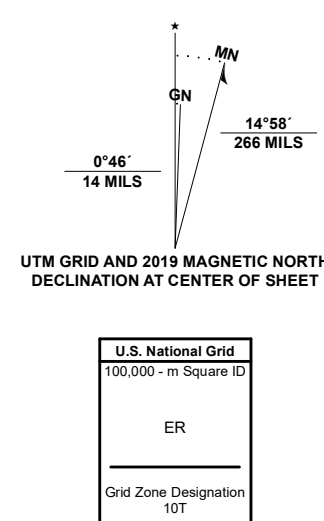 ★
MN
GN
14°58´
266 MILS
0°46´
14 MILS
UTM GRID AND 2019 MAGNETIC NORTH
DECLINATION AT CENTER OF SHEET
U.S. National Grid
100,000 - m Square ID
ER
Grid Zone Designation
10T